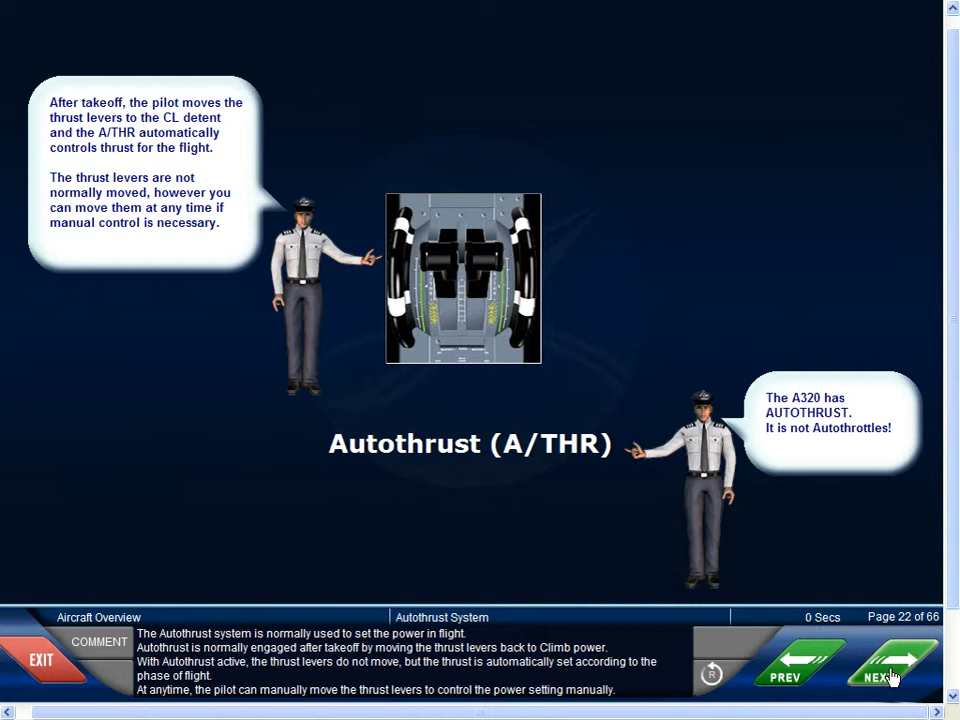 After takeoff, the pilot moves the
thrust levers to the CL detent
and the A/THR automatically
controls thrust for the flight.
The thrust levers are not
normally moved, however you
can move them at any time if
manual control is necessary.
The A320 has
AUTOTHRUST.
It is not Autothrottles!
Autothrust (A/THR)
Aircraft Overview
Autothrust System
0 Secs
Page 22 of 66
COMMENT
The Autothrust system is normally used to set the power in flight.
Autothrust is normally engaged after takeoff by moving the thrust levers back to Climb power.
With Autothrust active, the thrust levers do not move, but the thrust is automatically set according to the
phase of flight.
At anytime, the pilot can manually move the thrust levers to control the power setting manually.
EXIT
R
PREV
NEXT